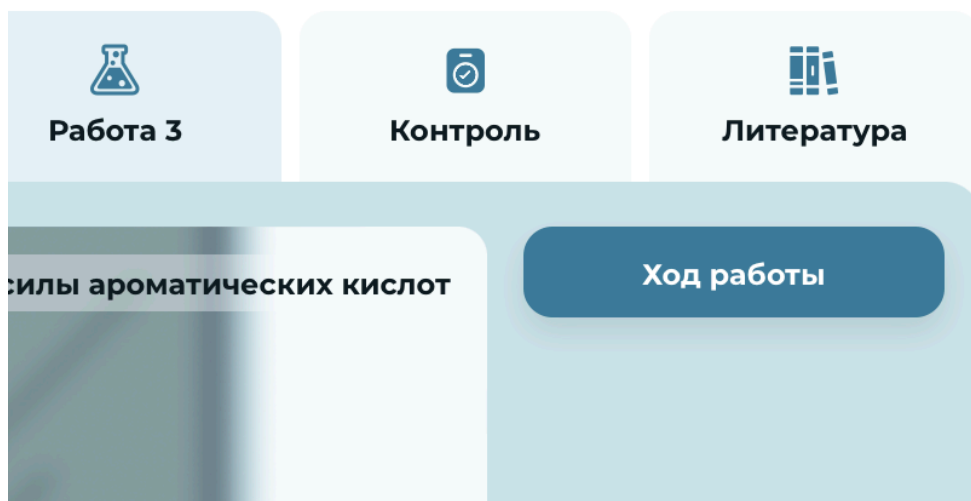 Работа 3
Контроль
Литература
силы ароматических кислот
Ход работы